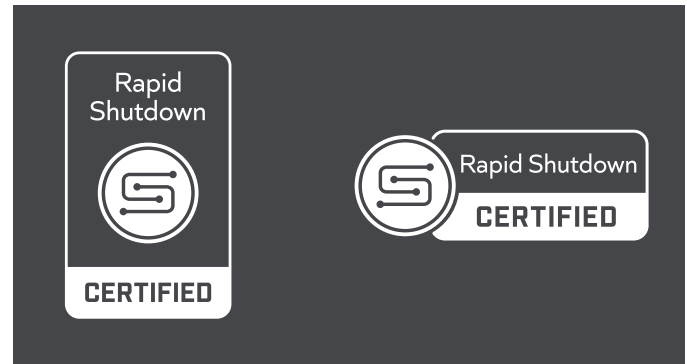 Rapid
Shutdown
CERTIFIED
Rapid Shutdown
CERTIFIED